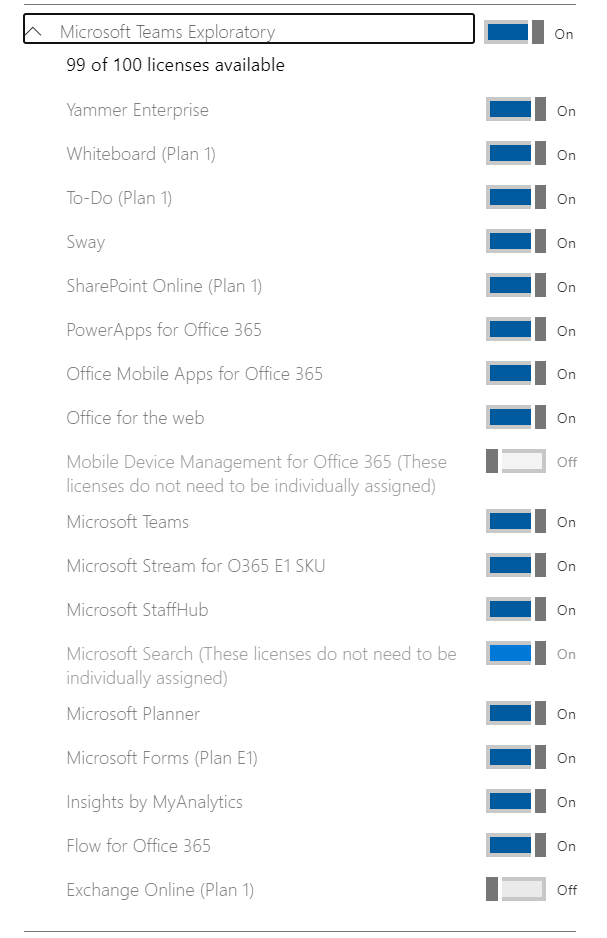 Microsoft Teams Exploratory On
99 of 100 licenses available
Yammer Enterprise On
Whiteboard (Plan 1) On
To-Do (Plan 1) On
Sway On
SharePoint Online (Plan 1) On
PowerApps for Office 365 On
Office Mobile Apps for Office 365 On
Office for the web On
Mobile Device Management for Office 365 (These Off
licenses do not need to be individually assigned)
Microsoft Teams On
Microsoft Stream for O365 E1 SKU On
Microsoft StaffHub On
Microsoft Search (These licenses do not need to be On
individually assigned)
Microsoft Planner On
Microsoft Forms (Plan E1) On
Insights by MyAnalytics On
Flow for Office 365 On
Exchange Online (Plan 1) Off